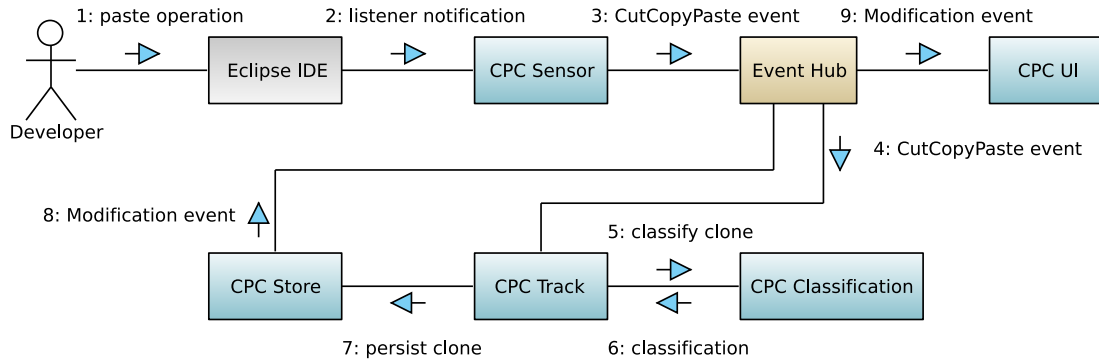 1: paste operation
2: listener notification
3: CutCopyPaste event
9: Modification event
Eclipse IDE
CPC Sensor
Event Hub
CPC UI
Developer
4: CutCopyPaste event
8: Modification event
5: classify clone
CPC Store
CPC Track
CPC Classification
7: persist clone
6: classification